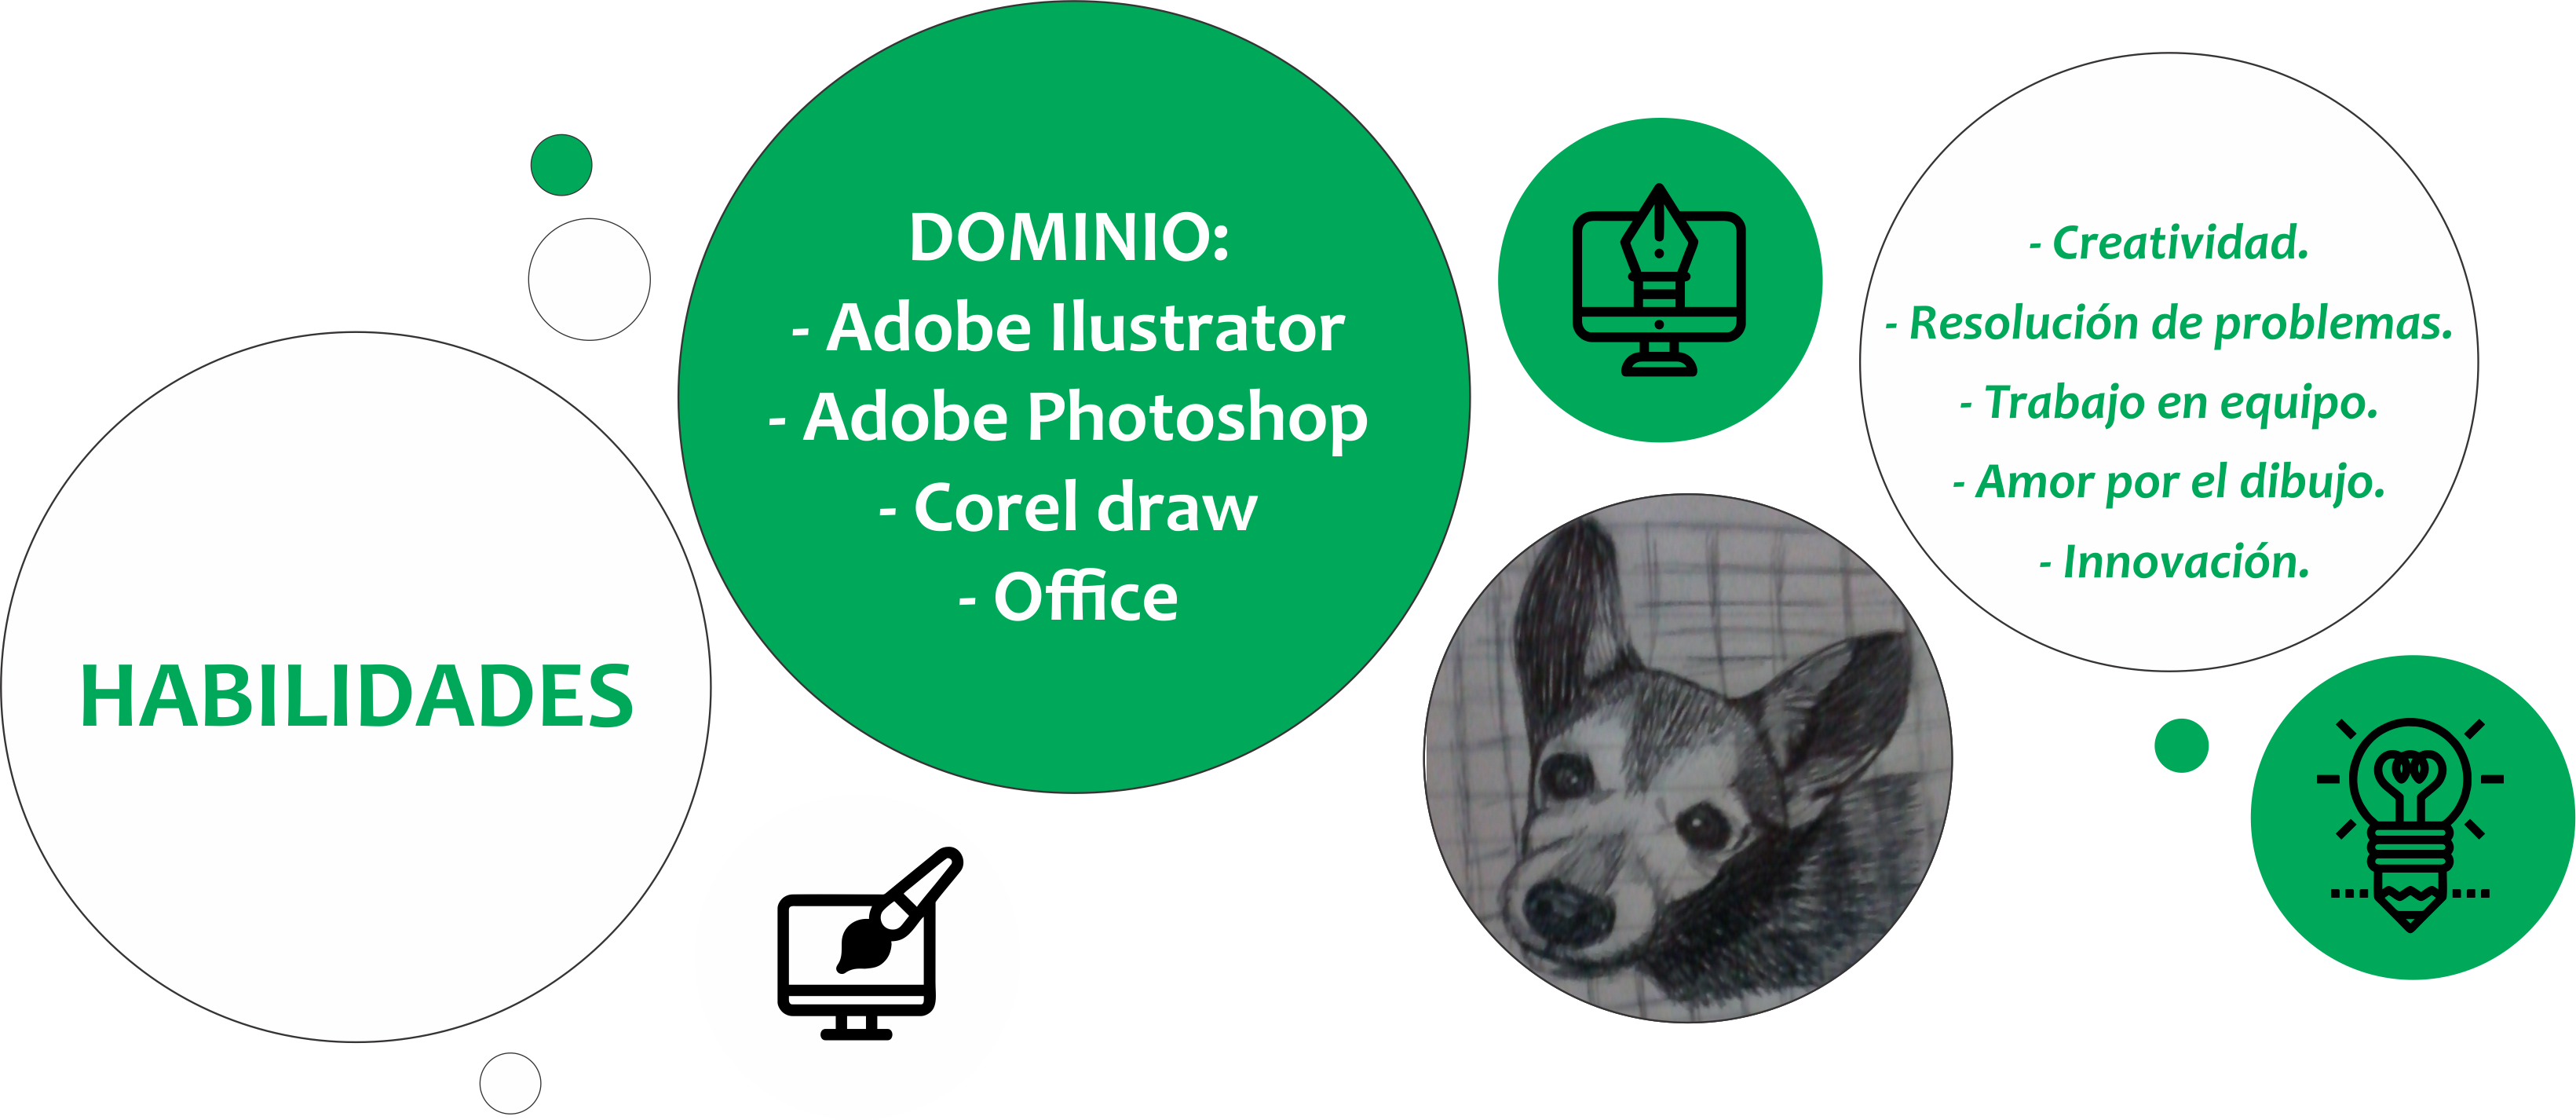 HABILIDADES
DOMINIO:
- Adobe Ilustrator
- Adobe Photoshop
- Corel draw
- Office
- Creatividad.
- Resolución de problemas.
- Trabajo en equipo.
- Amor por el dibujo.
- Innovación.